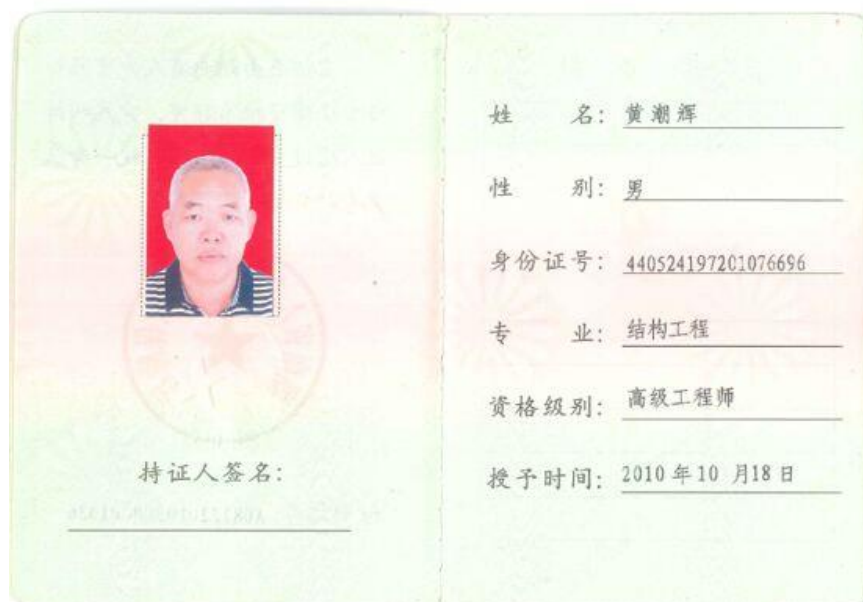 持证人签名:
姓名: 黄潮辉
性别: 男
身份证号: 440524197201076696
专业: 结构工程
资格级别: 高级工程师
授予时间: 2010年10月18日